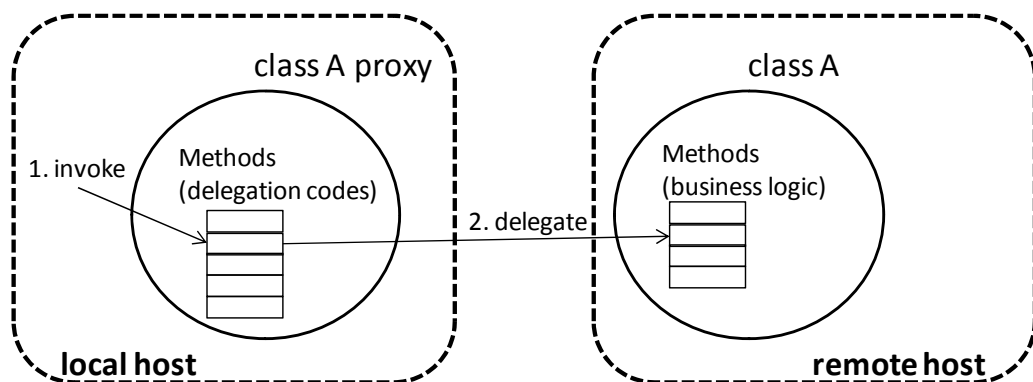 class A proxy
class A
1. invoke
Methods
(delegation codes)
Methods
(business logic)
2. delegate
local host
remote host